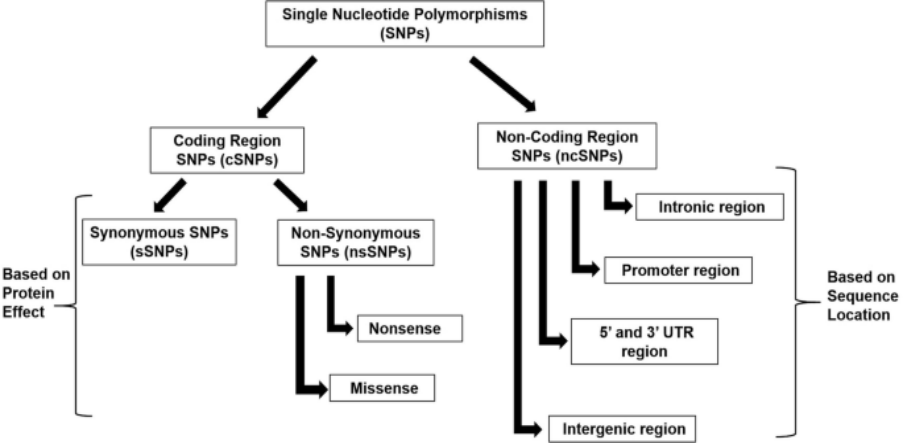 Single Nucleotide Polymorphisms
(SNPs)
Coding Region
SNPs (cSNPs)
Non-Coding Region
SNPs (ncSNPs)
Synonymous SNPs
(sSNPs)
Non-Synonymous
SNPs (nsSNPs)
Nonsense
Missense
Intronic region
Promoter region
5’ and 3’ UTR
region
Intergenic region
Based on
Protein
Effect
Based on
Sequence
Location